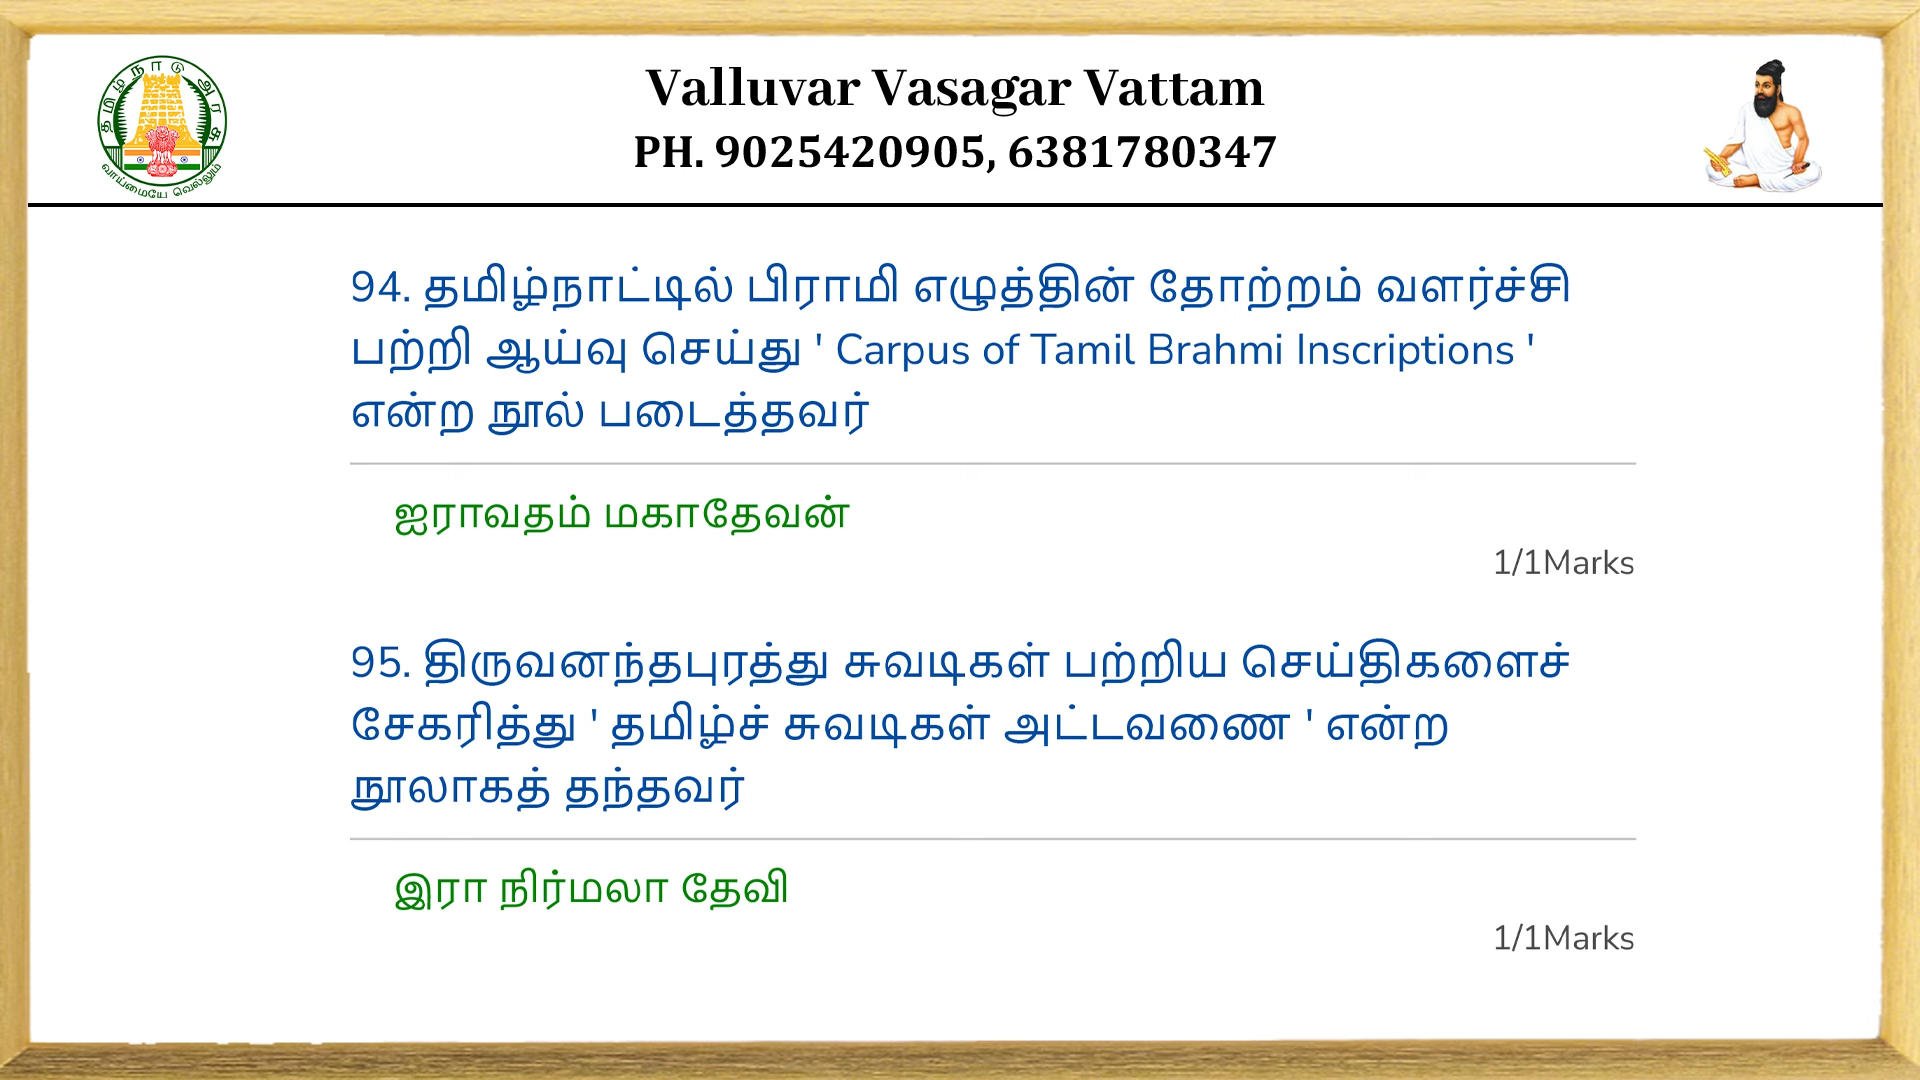 தமிழ்நாடு அரசு
வாய்மையே வெல்லும்
Valluvar Vasagar Vattam
PH. 9025420905, 6381780347
94. தமிழ்நாட்டில் பிராமி எழுத்தின் தோற்றம் வளர்ச்சி
பற்றி ஆய்வு செய்து ' Carpus of Tamil Brahmi Inscriptions '
என்ற நூல் படைத்தவர்
ஐராவதம் மகாதேவன்
1/1Marks
95. திருவனந்தபுரத்து சுவடிகள் பற்றிய செய்திகளைச்
சேகரித்து ' தமிழ்ச் சுவடிகள் அட்டவணை ' என்ற
நூலாகத் தந்தவர்
இரா நிர்மலா தேவி
1/1Marks